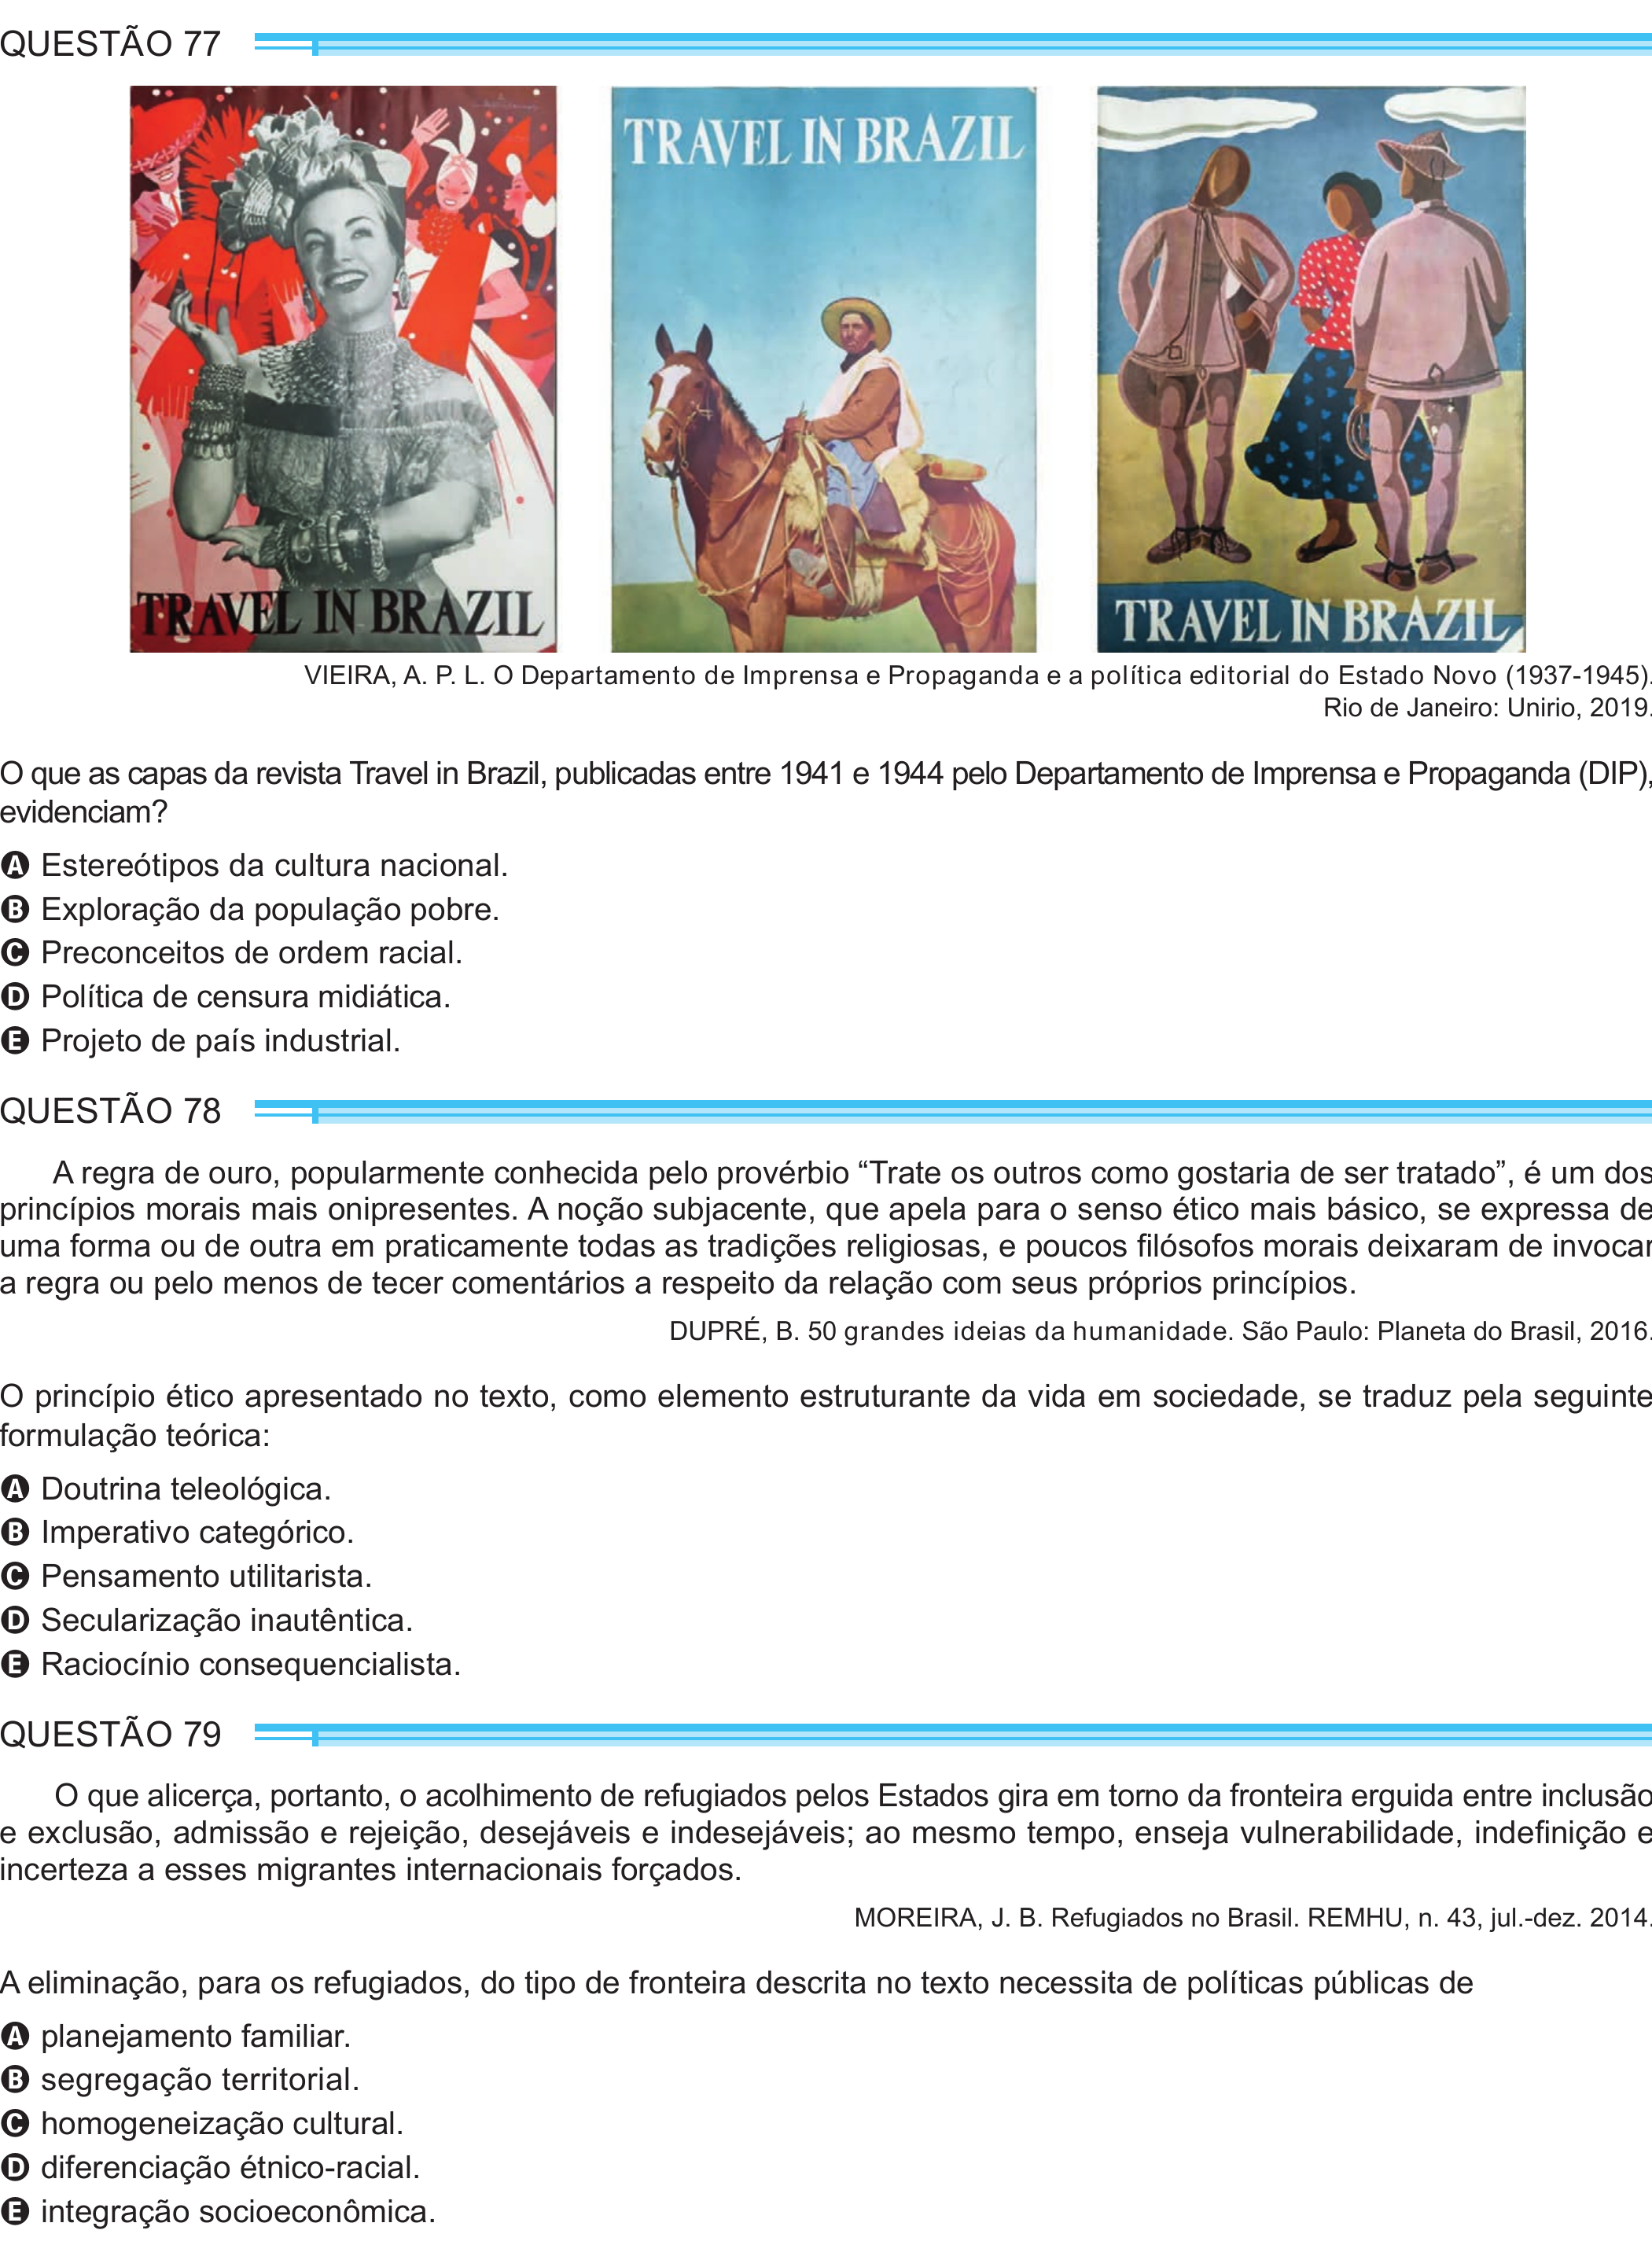 QUESTÃO 77
TRAVEL IN BRAZIL
TRAVEL IN BRAZIL
TRAVEL IN BRAZIL
VIEIRA, A. P. L. O Departamento de Imprensa e Propaganda e a política editorial do Estado Novo (1937-1945).
Rio de Janeiro: Unirio, 2019.
O que as capas da revista Travel in Brazil, publicadas entre 1941 e 1944 pelo Departamento de Imprensa e Propaganda (DIP),
evidenciam?
A Estereótipos da cultura nacional.
B Exploração da população pobre.
C Preconceitos de ordem racial.
D Política de censura midiática.
E Projeto de país industrial.
QUESTÃO 78
A regra de ouro, popularmente conhecida pelo provérbio “Trate os outros como gostaria de ser tratado”, é um dos
princípios morais mais onipresentes. A noção subjacente, que apela para o senso ético mais básico, se expressa de
uma forma ou de outra em praticamente todas as tradições religiosas, e poucos filósofos morais deixaram de invocar
a regra ou pelo menos de tecer comentários a respeito da relação com seus próprios princípios.
DUPRÉ, B. 50 grandes ideias da humanidade. São Paulo: Planeta do Brasil, 2016.
O princípio ético apresentado no texto, como elemento estruturante da vida em sociedade, se traduz pela seguinte
formulação teórica:
A Doutrina teleológica.
B Imperativo categórico.
C Pensamento utilitarista.
D Secularização inautêntica.
E Raciocínio consequencialista.
QUESTÃO 79
O que alicerça, portanto, o acolhimento de refugiados pelos Estados gira em torno da fronteira erguida entre inclusão
e exclusão, admissão e rejeição, desejáveis e indesejáveis; ao mesmo tempo, enseja vulnerabilidade, indefinição e
incerteza a esses migrantes internacionais forçados.
MOREIRA, J. B. Refugiados no Brasil. REMHU, n. 43, jul.-dez. 2014.
A eliminação, para os refugiados, do tipo de fronteira descrita no texto necessita de políticas públicas de
A planejamento familiar.
B segregação territorial.
C homogeneização cultural.
D diferenciação étnico-racial.
E integração socioeconômica.